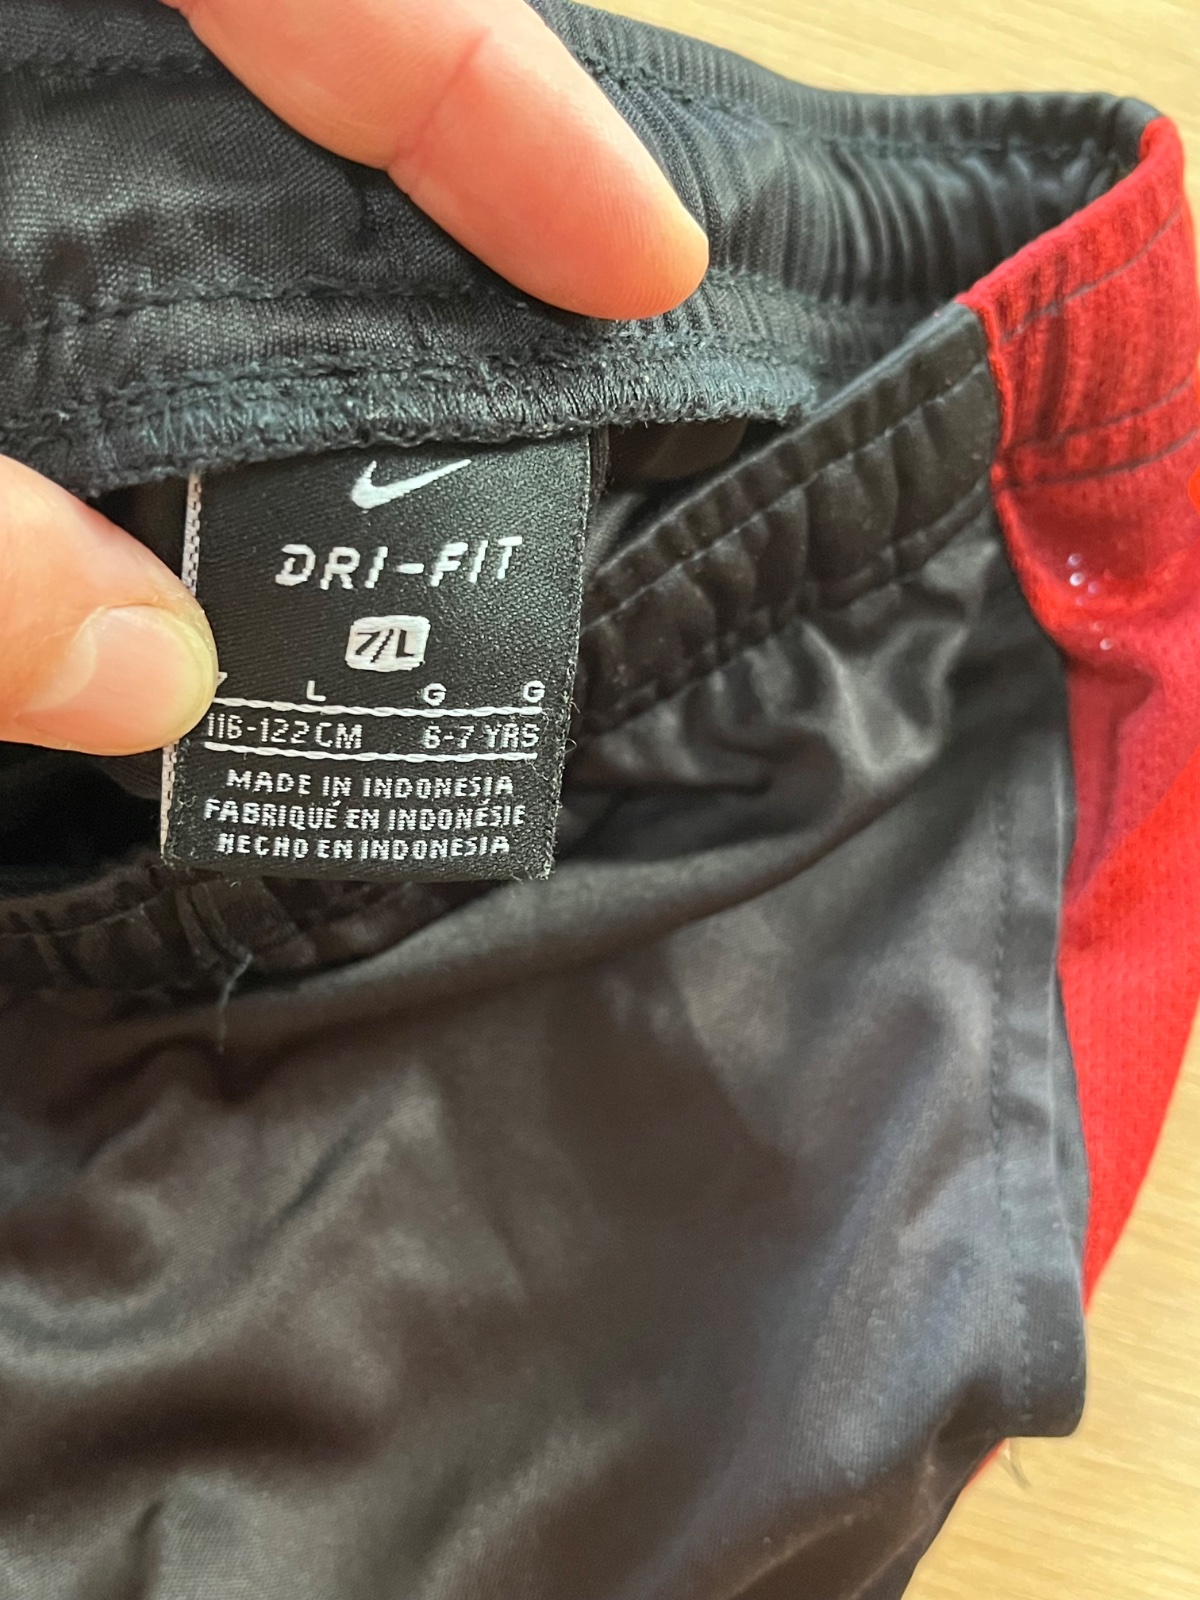 DRI-FIT
7/L
L G G
116-122 CM 6-7 YRS
MADE IN INDONESIA
FABRIQUÉ EN INDONÉSIE
HECHO EN INDONESIA